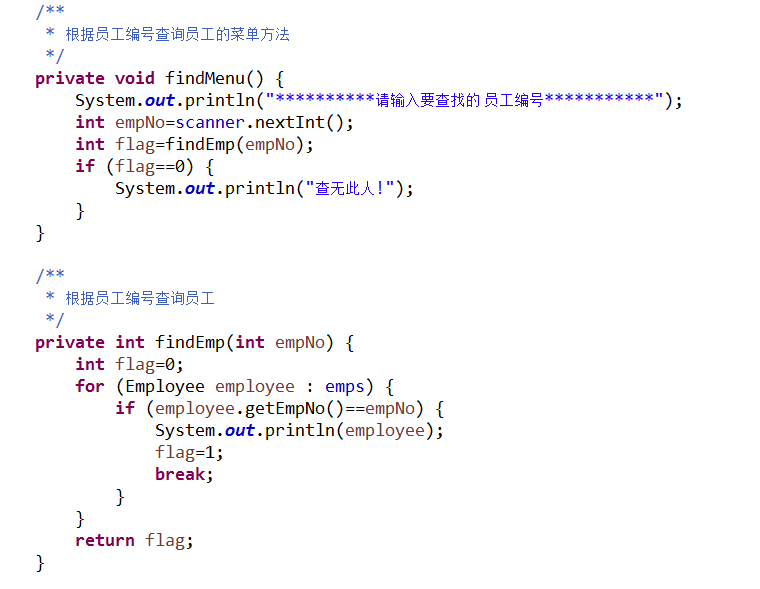 /**
 * 根据员工编号查询员工的菜单方法
 */
private void findMenu() {
    System.out.println("**********请输入要查找的 员工编号***********");
    int empNo=scanner.nextInt();
    int flag=findEmp(empNo);
    if (flag==0) {
        System.out.println("查无此人!");
    }
}

/**
 * 根据员工编号查询员工
 */
private int findEmp(int empNo) {
    int flag=0;
    for (Employee employee : emps) {
        if (employee.getEmpNo()==empNo) {
            System.out.println(employee);
            flag=1;
            break;
        }
    }
    return flag;
}